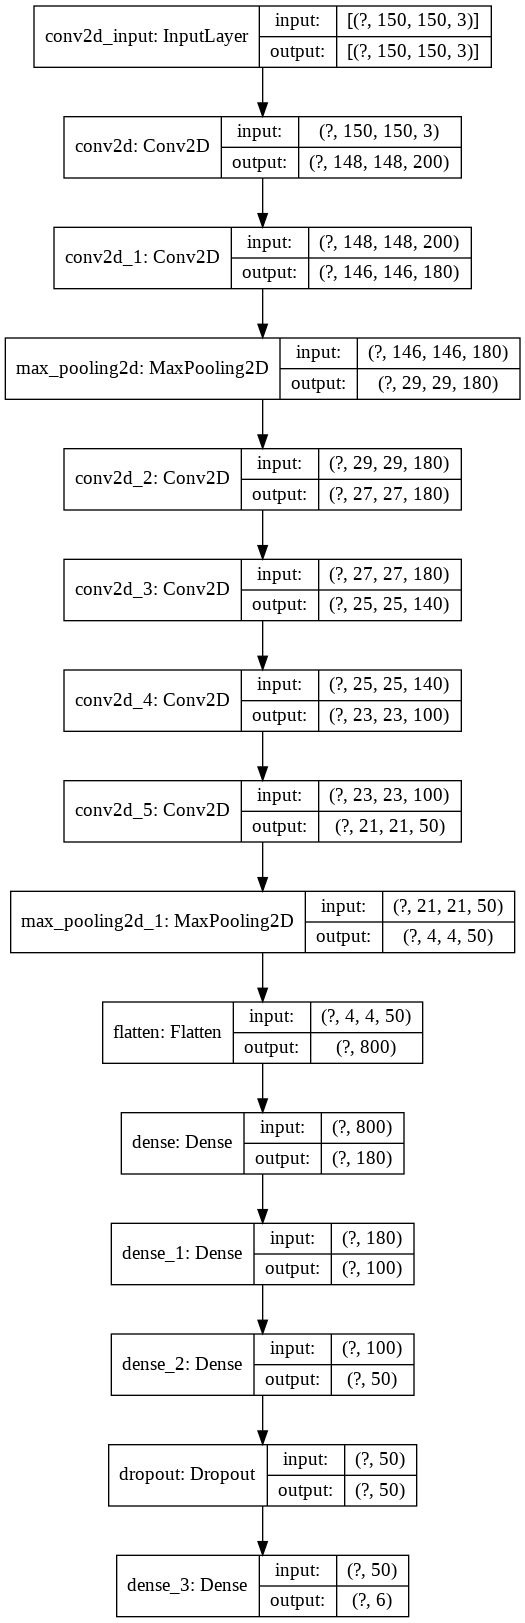 conv2d_input: InputLayer
input: [(?, 150, 150, 3)]
output: [(?, 150, 150, 3)]
conv2d: Conv2D
input: (?, 150, 150, 3)
output: (?, 148, 148, 200)
conv2d_1: Conv2D
input: (?, 148, 148, 200)
output: (?, 146, 146, 180)
max_pooling2d: MaxPooling2D
input: (?, 146, 146, 180)
output: (?, 29, 29, 180)
conv2d_2: Conv2D
input: (?, 29, 29, 180)
output: (?, 27, 27, 180)
conv2d_3: Conv2D
input: (?, 27, 27, 180)
output: (?, 25, 25, 140)
conv2d_4: Conv2D
input: (?, 25, 25, 140)
output: (?, 23, 23, 100)
conv2d_5: Conv2D
input: (?, 23, 23, 100)
output: (?, 21, 21, 50)
max_pooling2d_1: MaxPooling2D
input: (?, 21, 21, 50)
output: (?, 4, 4, 50)
flatten: Flatten
input: (?, 4, 4, 50)
output: (?, 800)
dense: Dense
input: (?, 800)
output: (?, 180)
dense_1: Dense
input: (?, 180)
output: (?, 100)
dense_2: Dense
input: (?, 100)
output: (?, 50)
dropout: Dropout
input: (?, 50)
output: (?, 50)
dense_3: Dense
input: (?, 50)
output: (?, 6)